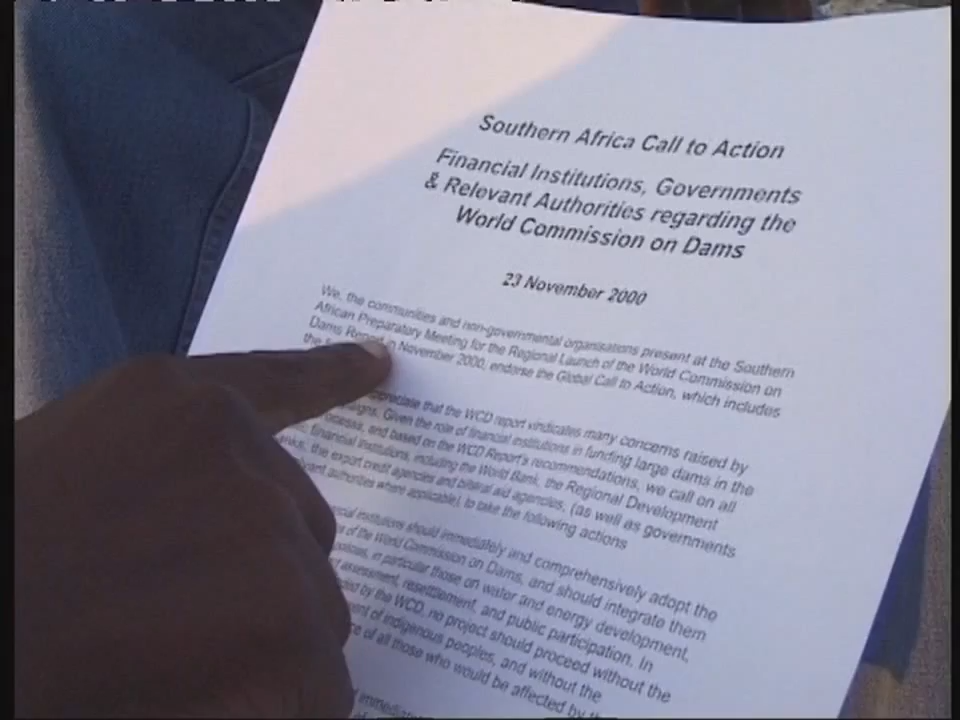 Southern Africa Call to Action
Financial Institutions, Governments
& Relevant Authorities regarding the
World Commission on Dams
23 November 2000
We, the communities and non-governmental organisations present at the Southern
African Preparatory Meeting for the Regional Launch of the World Commission on
Dams Report in November 2000, endorse the Global Call to Action, which includes
the
appreciate that the WCD report vindicates many concerns raised by
Given the role of financial institutions in funding large dams in the
and based on the WCD Report's recommendations, we call on all
financial institutions, including the World Bank, the Regional Development
the export credit agencies and bilateral aid agencies, (as well as governments
authorities where applicable), to take the following actions
institutions should immediately and comprehensively adopt the
of the World Commission on Dams, and should integrate them
policies, in particular those on water and energy development,
assessment, resettlement, and public participation. In
by the WCD, no project should proceed without the
of indigenous peoples, and without the
of all those who would be affected by